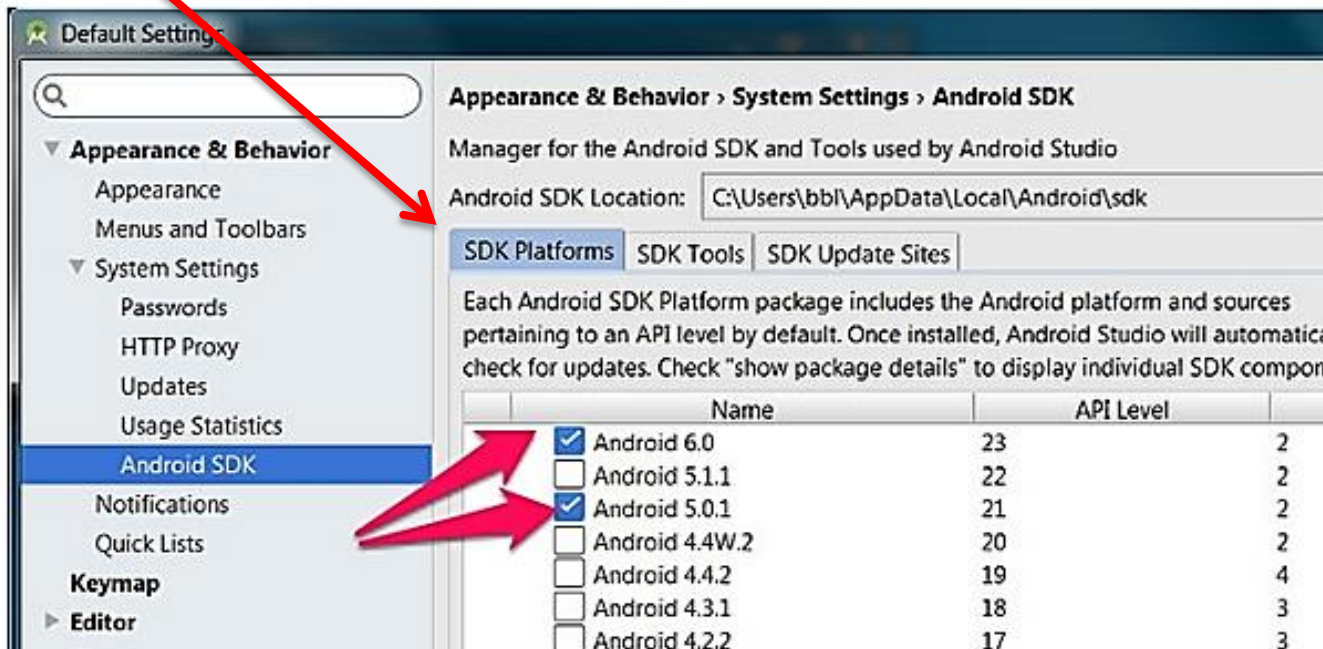 Default Settings
Appearance & Behavior
Appearance
Menus and Toolbars
System Settings
Passwords
HTTP Proxy
Updates
Usage Statistics
Android SDK
Notifications
Quick Lists
Keymap
Editor
Appearance & Behavior › System Settings › Android SDK
Manager for the Android SDK and Tools used by Android Studio
Android SDK Location: C:\Users\bbl\AppData\Local\Android\sdk
SDK Platforms SDK Tools SDK Update Sites
Each Android SDK Platform package includes the Android platform and sources
pertaining to an API level by default. Once installed, Android Studio will automatica
check for updates. Check "show package details" to display individual SDK compon
Name API Level
Android 6.0 23 2
Android 5.1.1 22 2
Android 5.0.1 21 2
Android 4.4W.2 20 2
Android 4.4.2 19 4
Android 4.3.1 18 3
Android 4.2.2 17 3